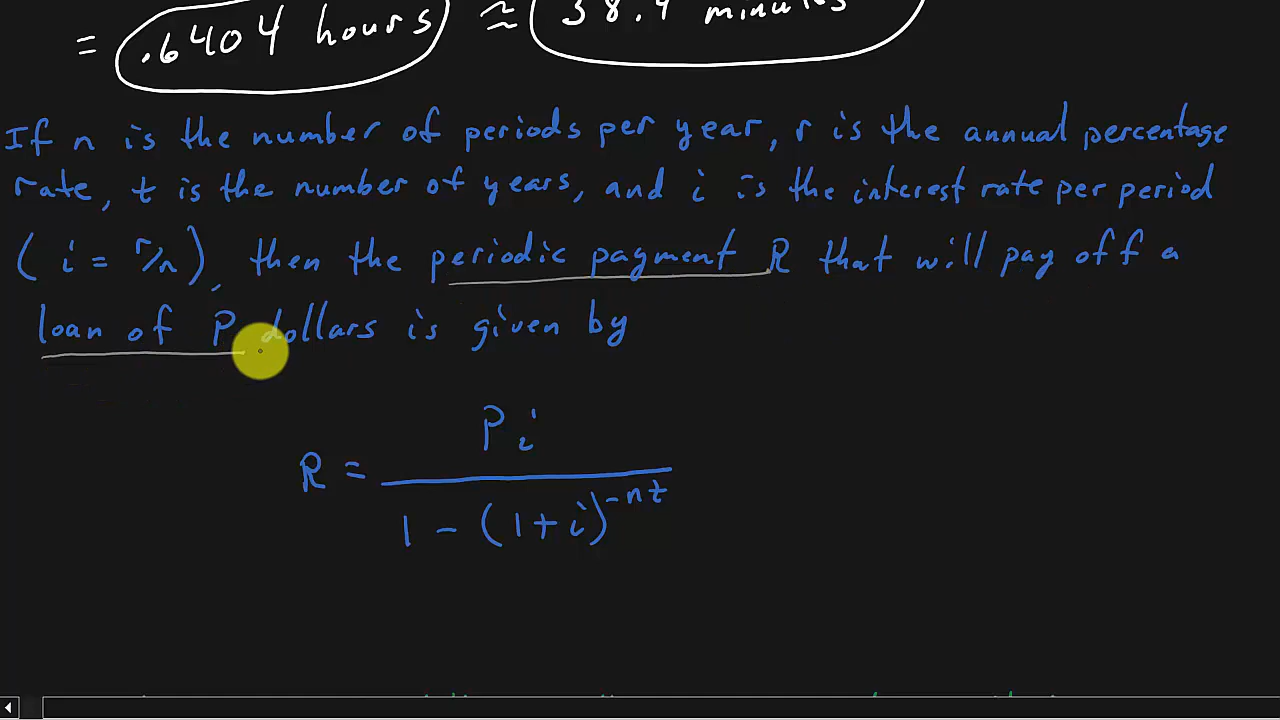 = .6404 hours ≈ 38.4 minutes
If n is the number of periods per year, r is the annual percentage
rate, t is the number of years, and i is the interest rate per period
(i = r/n), then the periodic payment R that will pay off a
loan of P dollars is given by
R = Pi / 1 - (1+i)^-nt